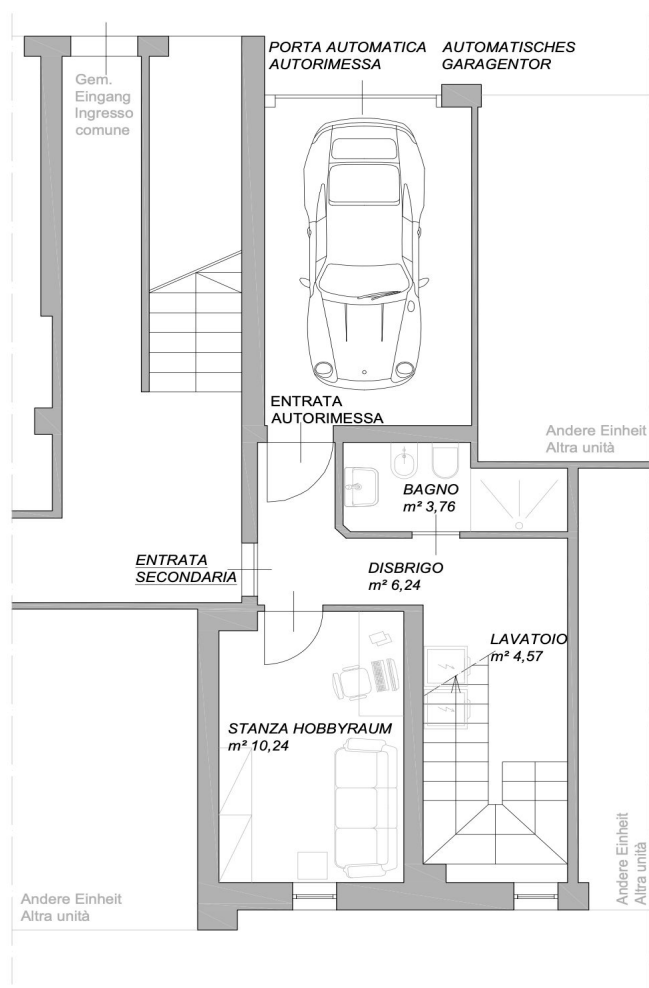 PORTA AUTOMATICA
AUTORIMESSA
AUTOMATISCHES
GARAGENTOR
Gem.
Eingang
Ingresso
comune
ENTRATA
AUTORIMESSA
Andere Einheit
Altra unità
BAGNO
m² 3,76
ENTRATA
SECONDARIA
DISBRIGO
m² 6,24
LAVATOIO
m² 4,57
STANZA HOBBYRAUM
m² 10,24
Andere Einheit
Altra unità
Andere Einheit
Altra unità